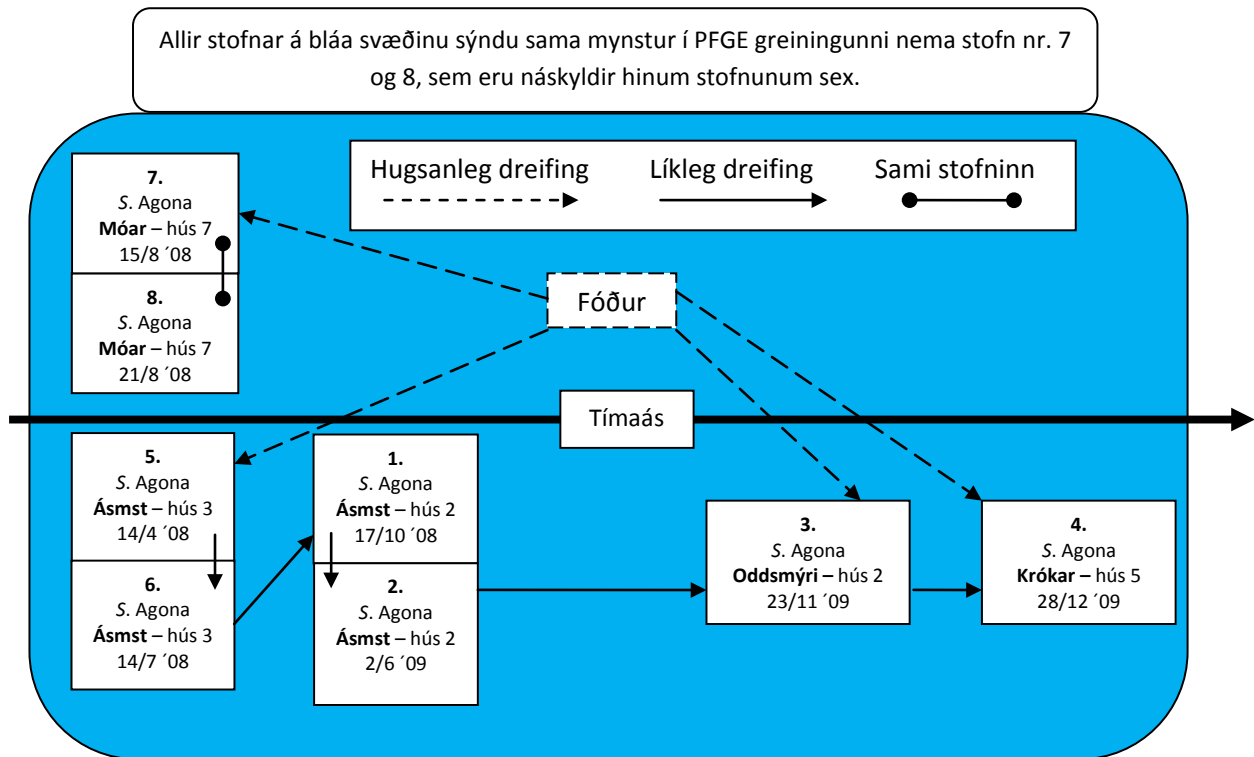 Allir stofnar á bláa svæðinu sýndu sama mynstur í PFGE greiningunni nema stofn nr. 7
og 8, sem eru náskyldir hinum stofnunum sex.
Hugsanleg dreifing
Líkleg dreifing
Sami stofninn
7.
S. Agona
Móar – hús 7
15/8 ´08
8.
S. Agona
Móar – hús 7
21/8 ´08
Fóður
Tímaás
5.
S. Agona
Ásmst – hús 3
14/4 ´08
6.
S. Agona
Ásmst – hús 3
14/7 ´08
1.
S. Agona
Ásmst – hús 2
17/10 ´08
2.
S. Agona
Ásmst – hús 2
2/6 ´09
3.
S. Agona
Oddsmýri – hús 2
23/11 ´09
4.
S. Agona
Krókar – hús 5
28/12 ´09